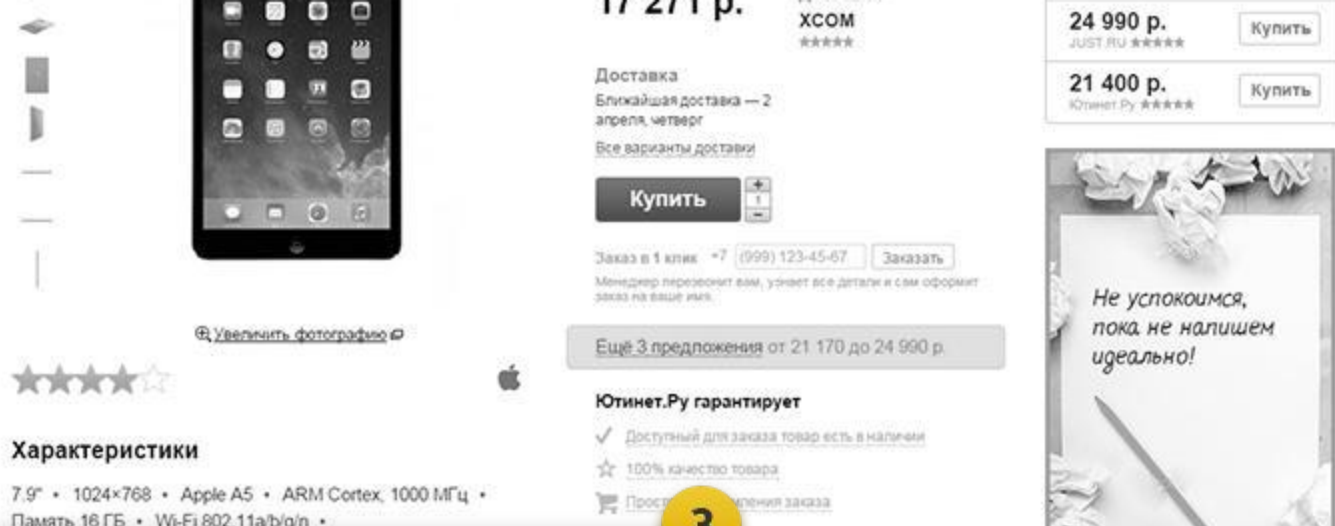 17 271 р.
XCOM
★★★★★
Доставка
Ближайшая доставка — 2
апреля, четверг
Все варианты доставки
Купить
+
1
−
Заказ в 1 клик +7 (999) 123-45-67 Заказать
Менеджер перезвонит вам, узнает все детали и сам оформит
заказ на ваше имя.
Увеличить фотографию
Ещё 3 предложения от 21 170 до 24 990 р.
Ютинет.Ру гарантирует
Доступный для заказа товар есть в наличии
100% качество товара
3
Характеристики
7.9" • 1024×768 • Apple A5 • ARM Cortex, 1000 МГц •
Память 16 ГБ • Wi-Fi 802.11a/b/g/n •
24 990 р.
JUST.RU ★★★★★
Купить
21 400 р.
Ютинет.Ру ★★★★★
Купить
Не успокоимся,
пока не напишем
идеально!